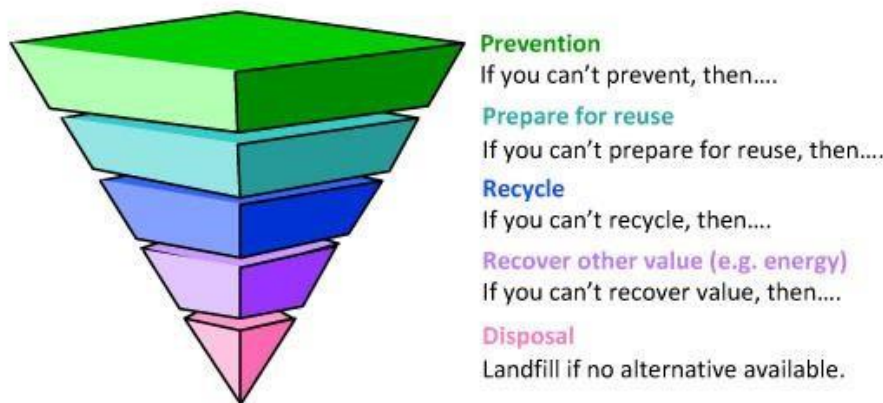 Prevention
If you can’t prevent, then....
Prepare for reuse
If you can’t prepare for reuse, then....
Recycle
If you can’t recycle, then....
Recover other value (e.g. energy)
If you can’t recover value, then....
Disposal
Landfill if no alternative available.